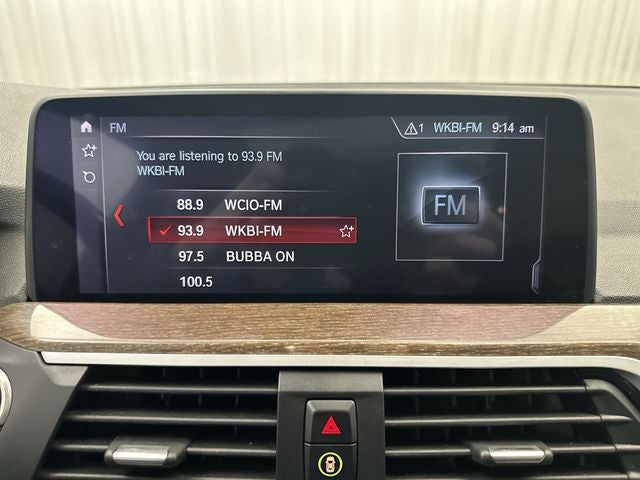 FM
1 WKBI-FM 9:14 am
You are listening to 93.9 FM
WKBI-FM
88.9 WCIO-FM
93.9 WKBI-FM
97.5 BUBBA ON
100.5
FM